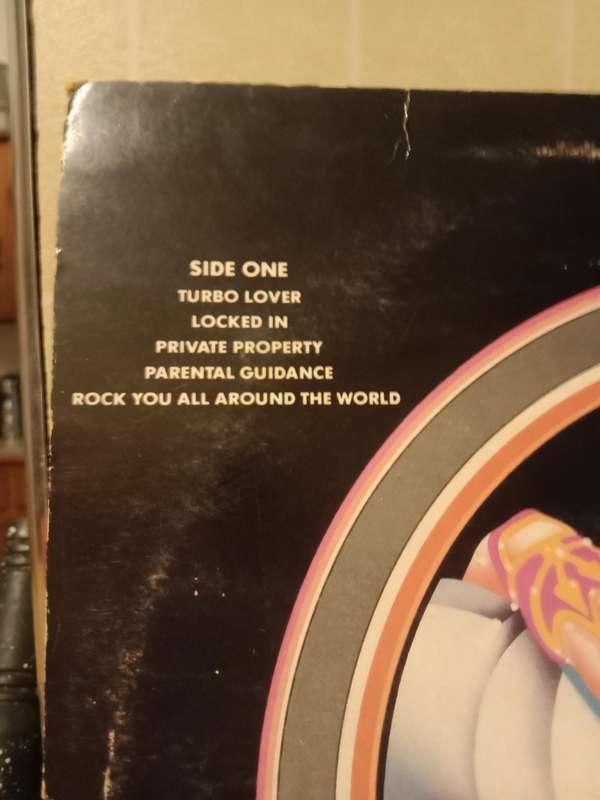 SIDE ONE
TURBO LOVER
LOCKED IN
PRIVATE PROPERTY
PARENTAL GUIDANCE
ROCK YOU ALL AROUND THE WORLD